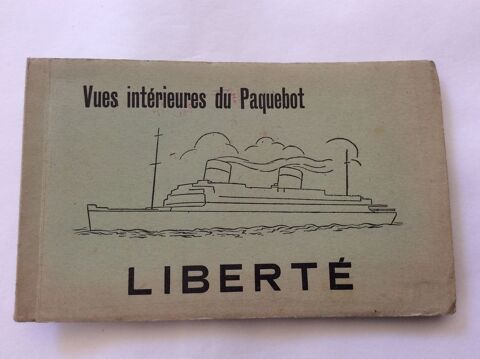 Vues intérieures du Paquebot
LIBERTÉ